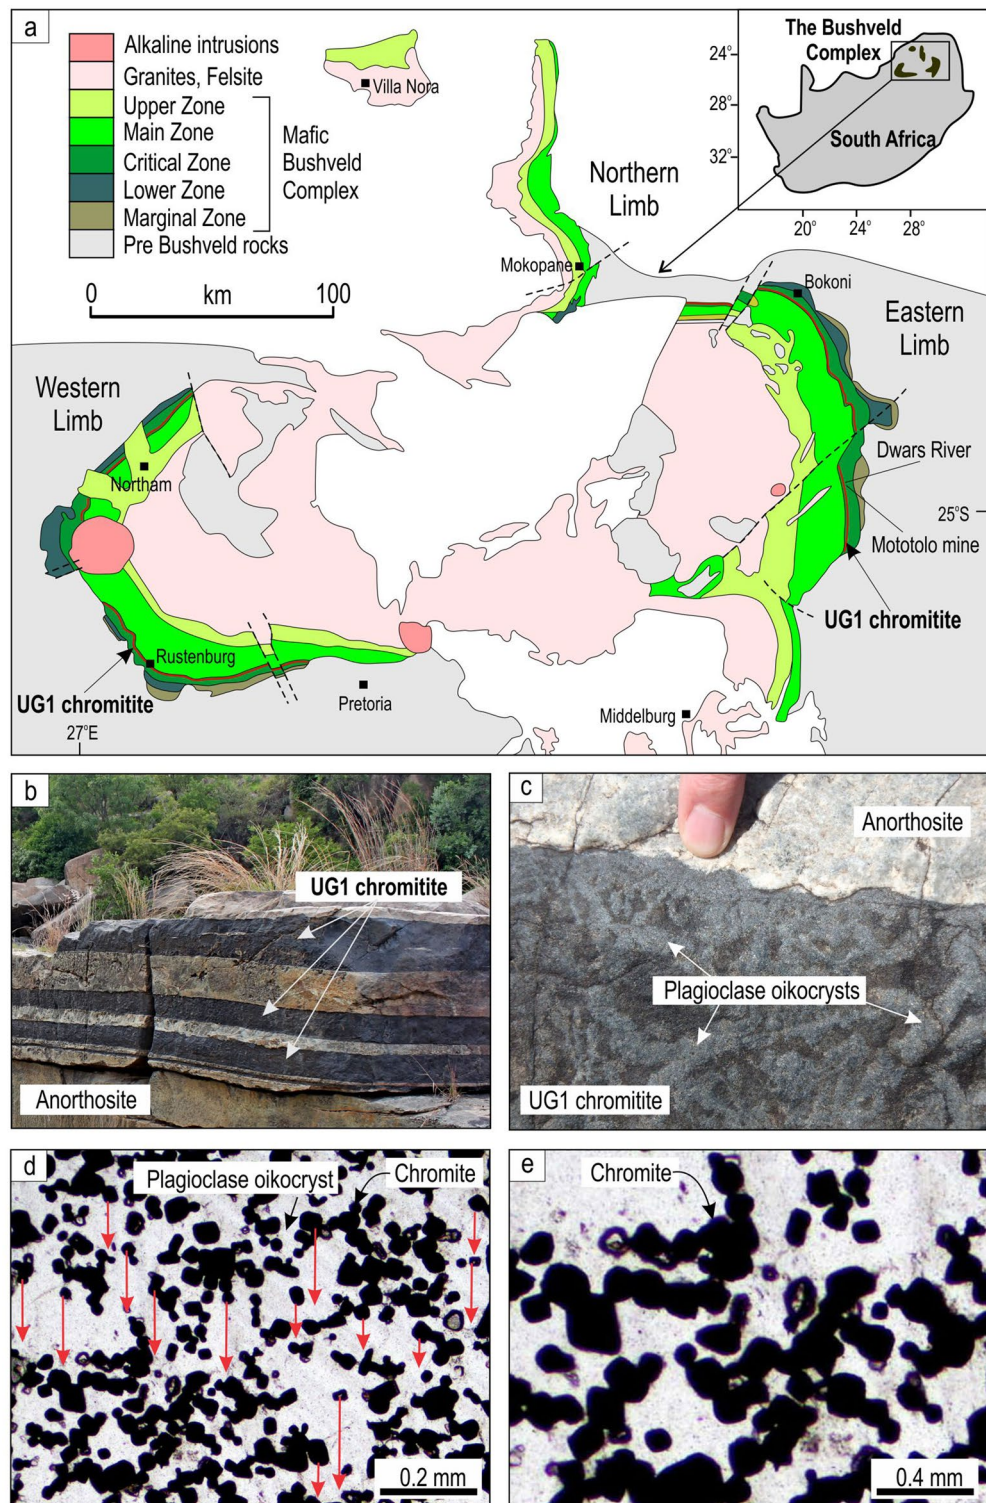 a
Alkaline intrusions
Granites, Felsite
Upper Zone
Main Zone
Critical Zone
Lower Zone
Marginal Zone
Pre Bushveld rocks
Mafic
Bushveld
Complex
0 100
km
Villa Nora
Northern
Limb
Mokopane
The Bushveld
Complex
South Africa
24°
28°
32°
20° 24° 28°
Bokoni
Eastern
Limb
Western
Limb
Northam
Dwars River
25°S
Mototolo mine
UG1 chromitite
Rustenburg
UG1 chromitite
Pretoria
Middelburg
27°E
b
UG1 chromitite
Anorthosite
c
Anorthosite
Plagioclase oikocrysts
UG1 chromitite
d
Plagioclase oikocryst
Chromite
0.2 mm
e
Chromite
0.4 mm